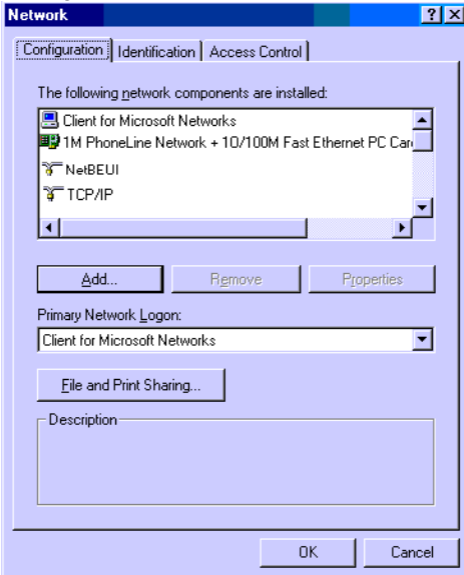 Network
Configuration Identification Access Control
The following network components are installed:
Client for Microsoft Networks
1M PhoneLine Network + 10/100M Fast Ethernet PC Car
NetBEUI
TCP/IP
Add... Remove Properties
Primary Network Logon:
Client for Microsoft Networks
File and Print Sharing...
Description
OK Cancel